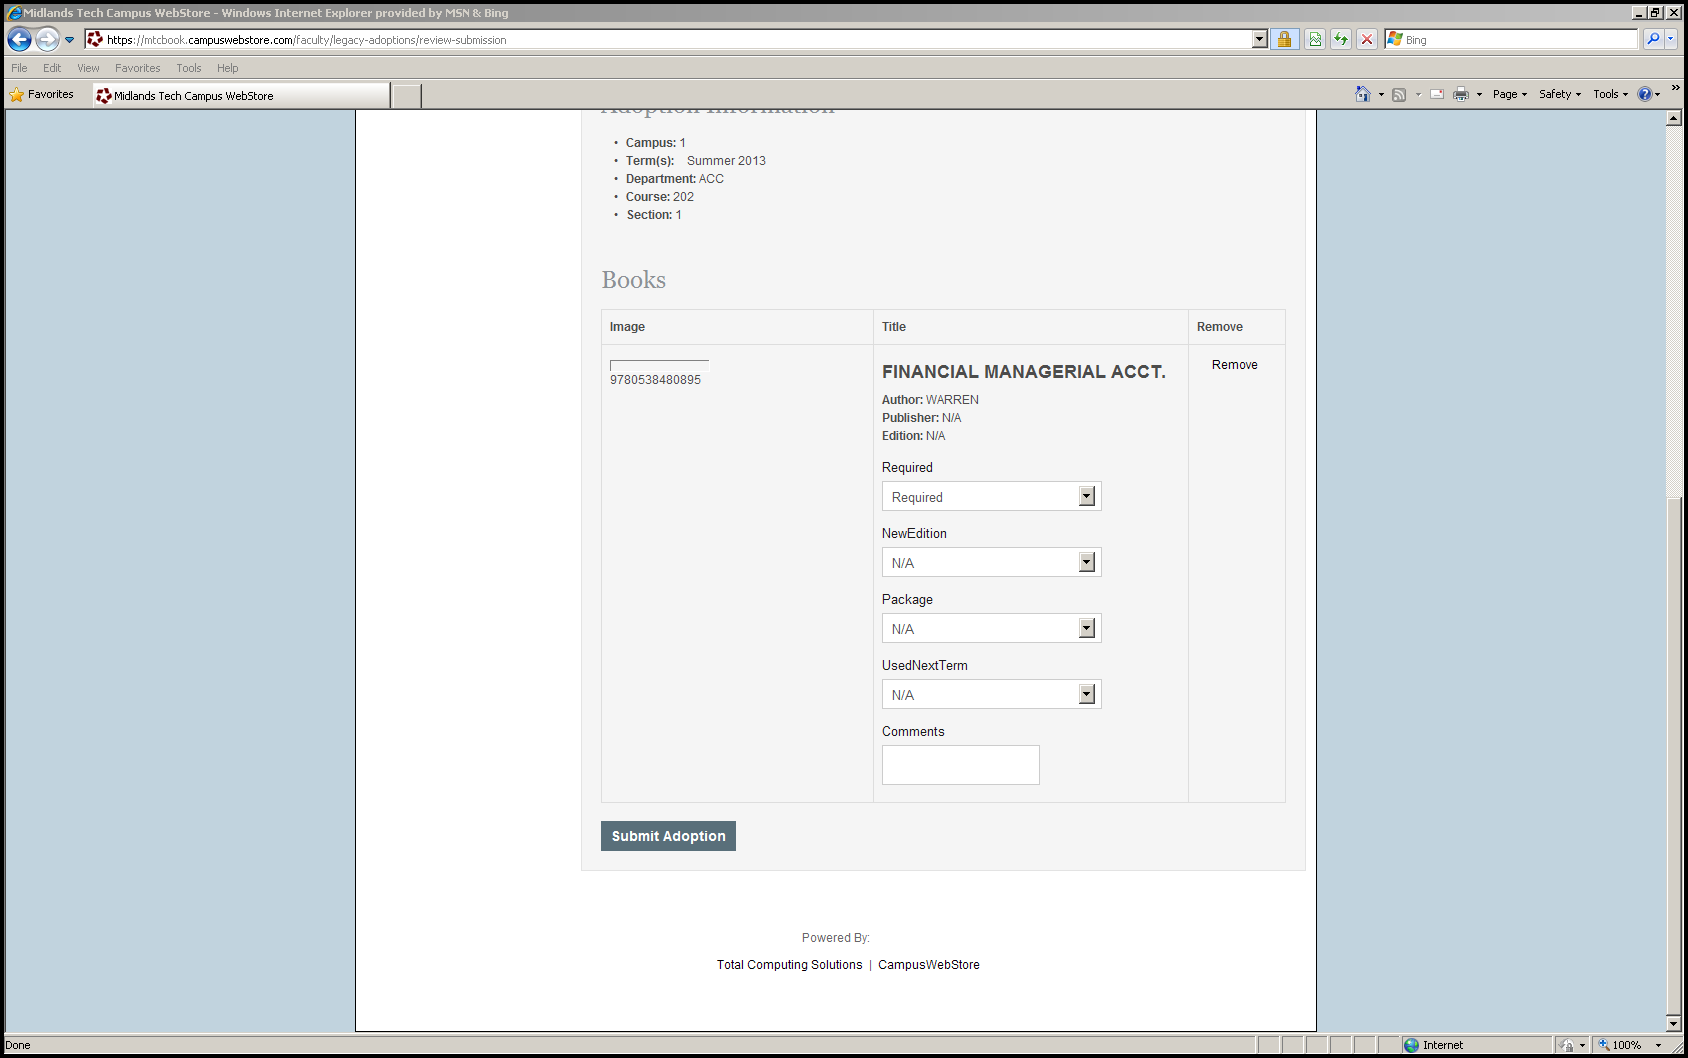 Midlands Tech Campus WebStore - Windows Internet Explorer provided by MSN & Bing
https://mtcbook.campuswebstore.com/faculty/legacy-adoptions/review-submission
Bing
File Edit View Favorites Tools Help
Favorites
Midlands Tech Campus WebStore
Page Safety Tools
Adoption Information
• Campus: 1
• Term(s): Summer 2013
• Department: ACC
• Course: 202
• Section: 1
Books
Image Title Remove
9780538480895
FINANCIAL MANAGERIAL ACCT.
Author: WARREN
Publisher: N/A
Edition: N/A
Required
Required
NewEdition
N/A
Package
N/A
UsedNextTerm
N/A
Comments
Remove
Submit Adoption
Powered By:
Total Computing Solutions | CampusWebStore
Done
Internet
100%